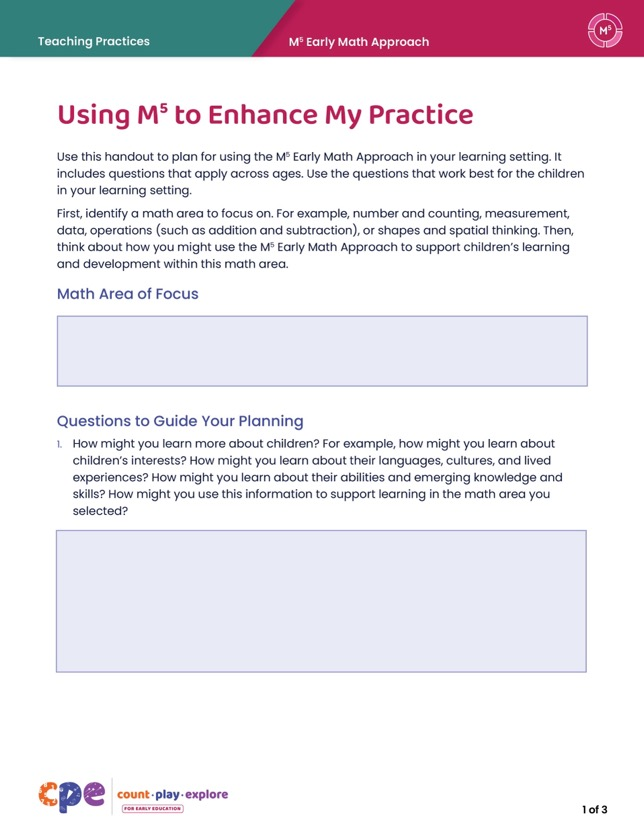 Teaching Practices
M⁵ Early Math Approach
M⁵
Using M⁵ to Enhance My Practice
Use this handout to plan for using the M⁵ Early Math Approach in your learning setting. It
includes questions that apply across ages. Use the questions that work best for the children
in your learning setting.
First, identify a math area to focus on. For example, number and counting, measurement,
data, operations (such as addition and subtraction), or shapes and spatial thinking. Then,
think about how you might use the M⁵ Early Math Approach to support children’s learning
and development within this math area.
Math Area of Focus
Questions to Guide Your Planning
1. How might you learn more about children? For example, how might you learn about
children’s interests? How might you learn about their languages, cultures, and lived
experiences? How might you learn about their abilities and emerging knowledge and
skills? How might you use this information to support learning in the math area you
selected?
cpe
count·play·explore
FOR EARLY EDUCATION
1 of 3